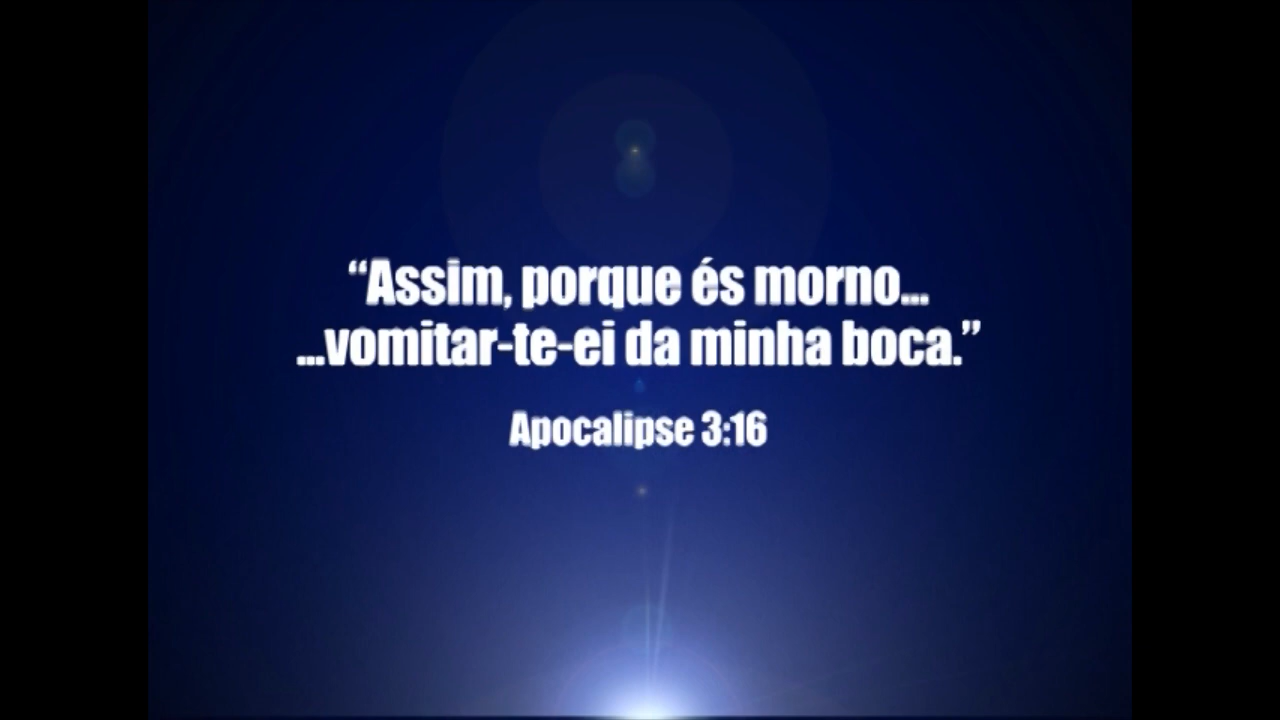 “Assim, porque és morno...
...vomitar-te-ei da minha boca.”
Apocalipse 3:16